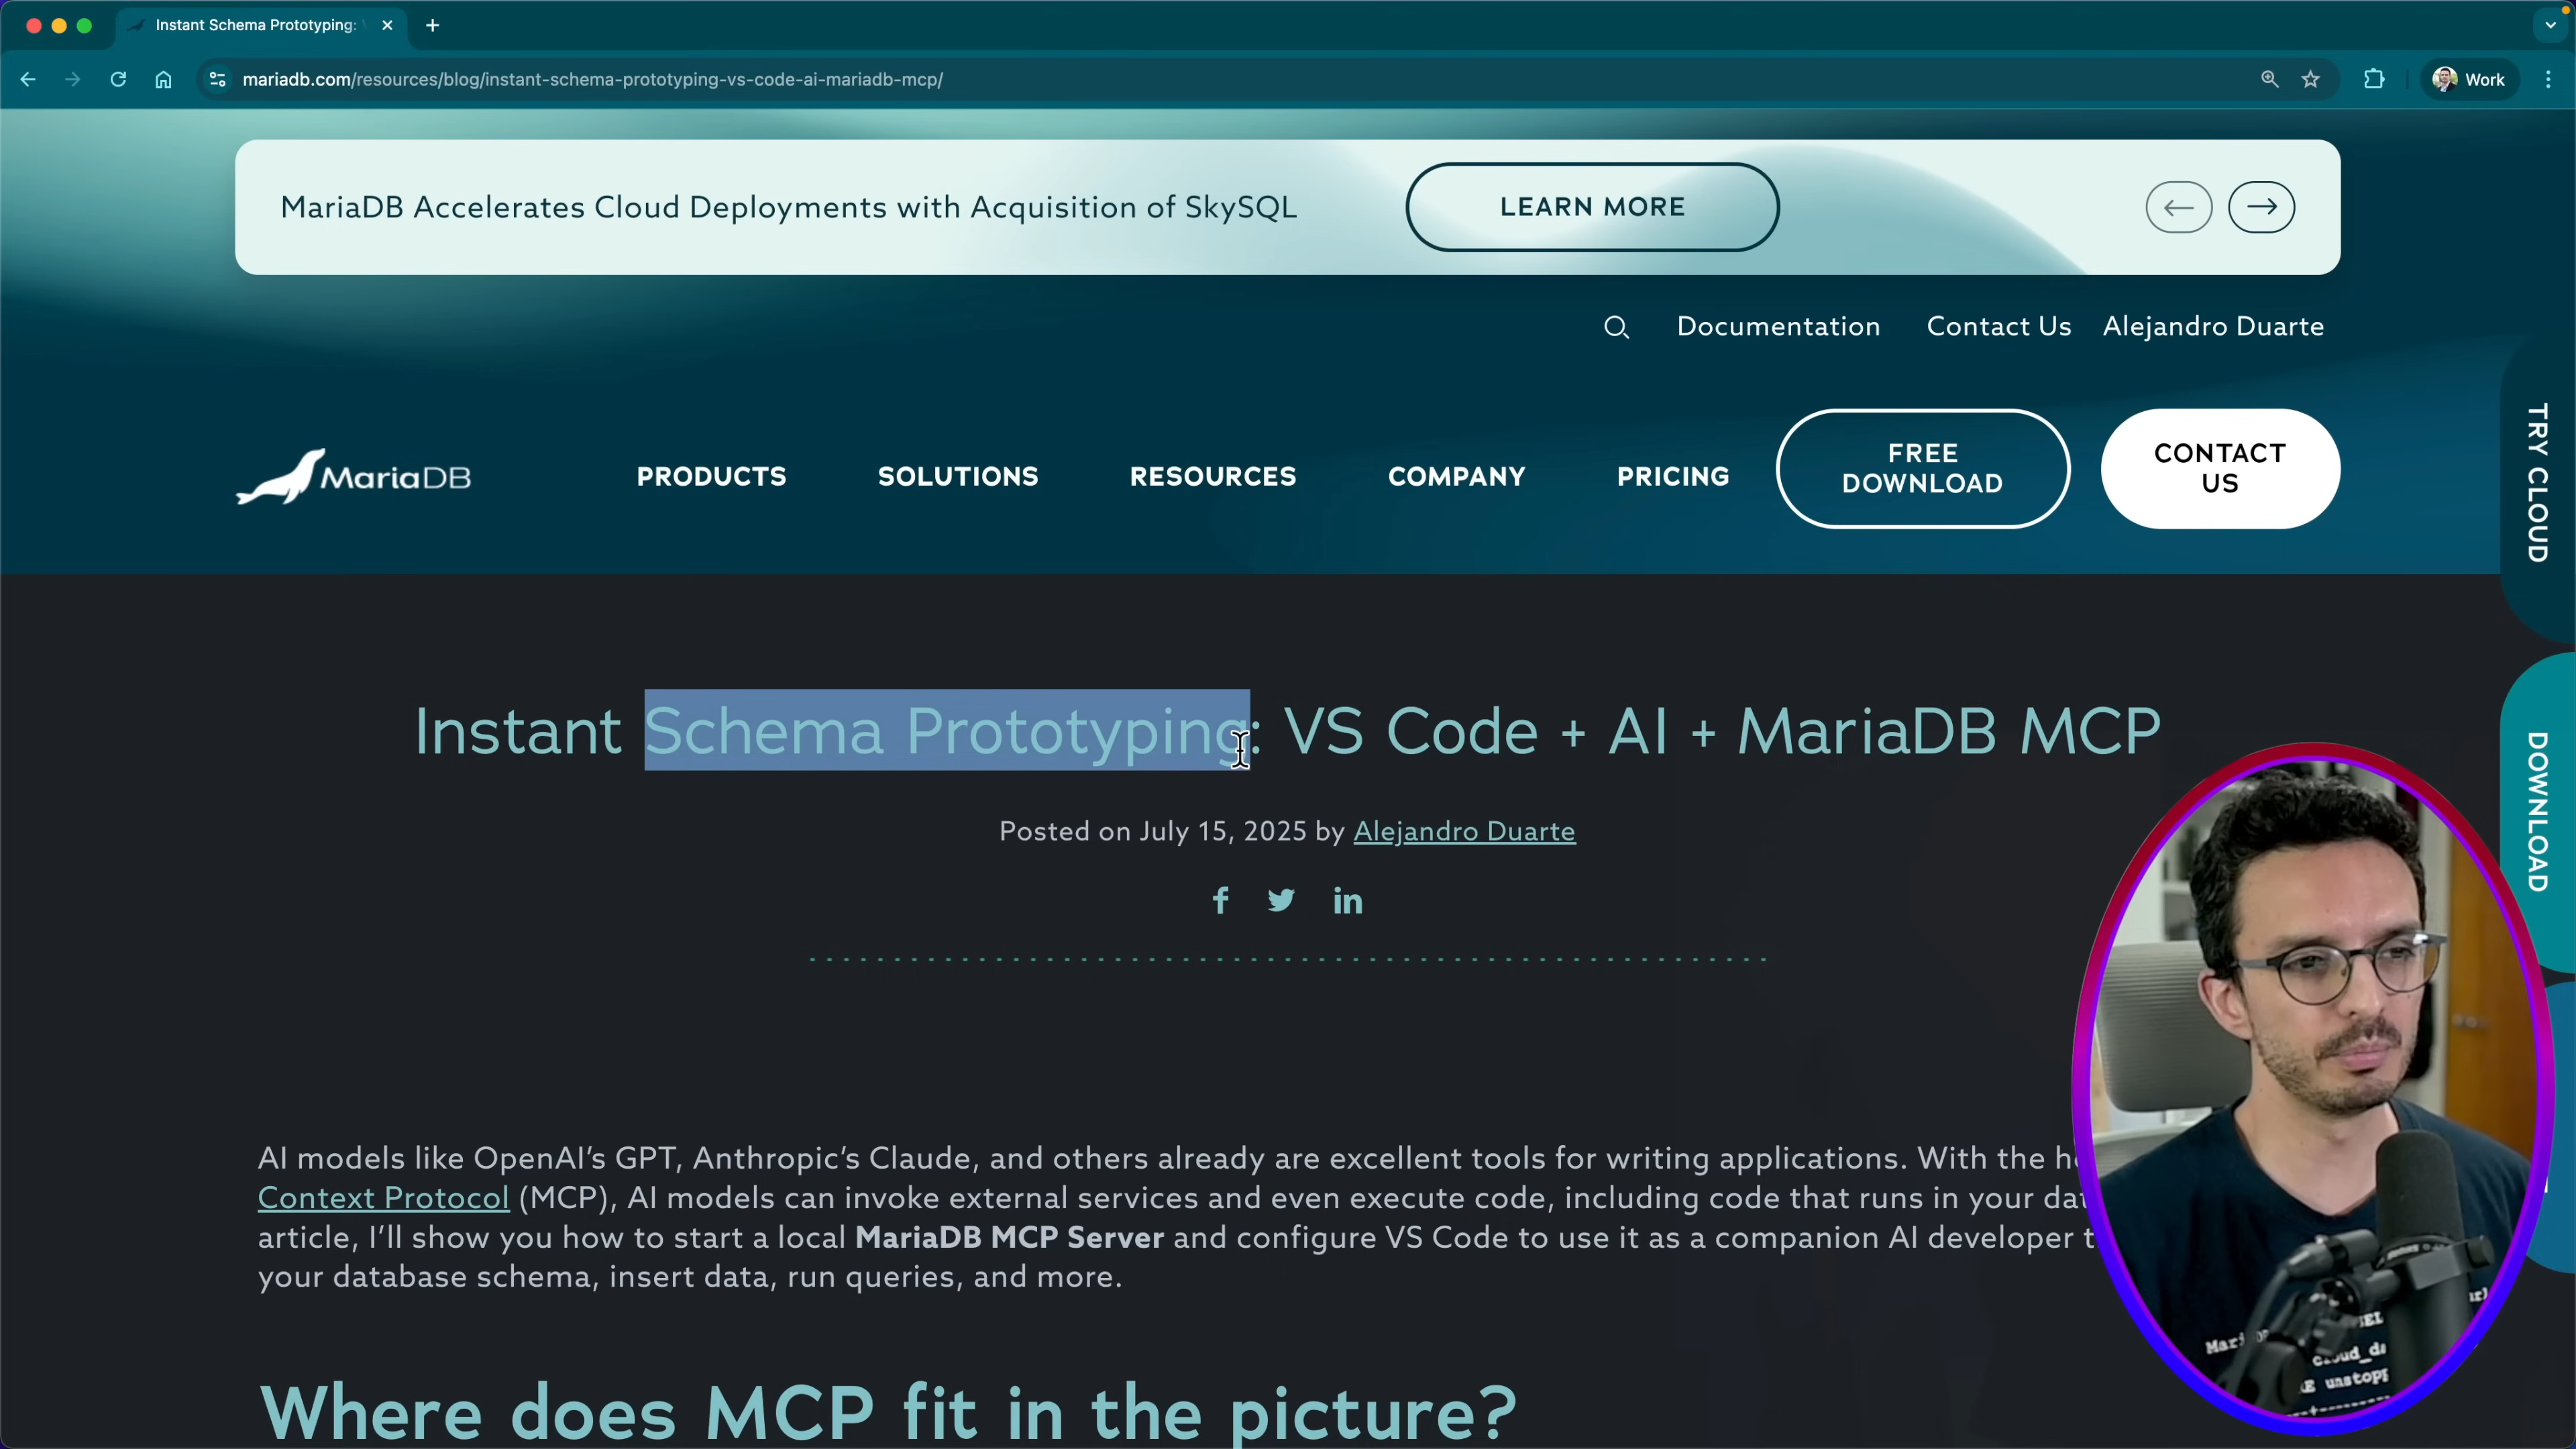 Instant Schema Prototyping:
mariadb.com/resources/blog/instant-schema-prototyping-vs-code-ai-mariadb-mcp/
Work
MariaDB Accelerates Cloud Deployments with Acquisition of SkySQL
LEARN MORE
Documentation
Contact Us
Alejandro Duarte
MariaDB
PRODUCTS
SOLUTIONS
RESOURCES
COMPANY
PRICING
FREE
DOWNLOAD
CONTACT
US
TRY CLOUD
Instant Schema Prototyping: VS Code + AI + MariaDB MCP
DOWNLOAD
Posted on July 15, 2025 by Alejandro Duarte
AI models like OpenAI’s GPT, Anthropic’s Claude, and others already are excellent tools for writing applications. With the
Context Protocol (MCP), AI models can invoke external services and even execute code, including code that runs in your
article, I’ll show you how to start a local MariaDB MCP Server and configure VS Code to use it as a companion AI developer
your database schema, insert data, run queries, and more.
Where does MCP fit in the picture?